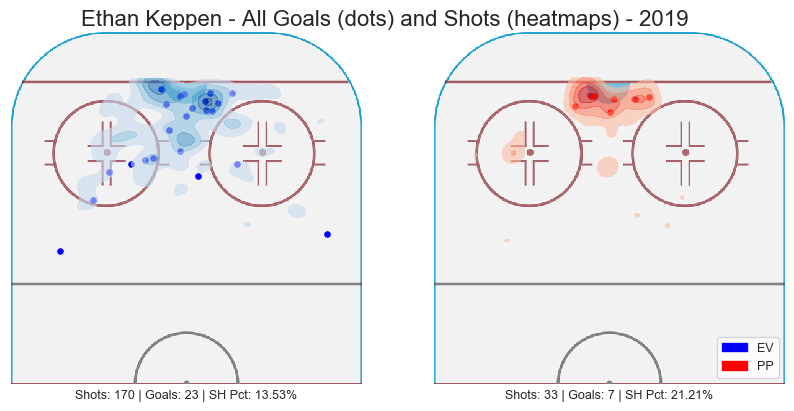 Ethan Keppen - All Goals (dots) and Shots (heatmaps) - 2019
EV
PP
Shots: 170 | Goals: 23 | SH Pct: 13.53%
Shots: 33 | Goals: 7 | SH Pct: 21.21%